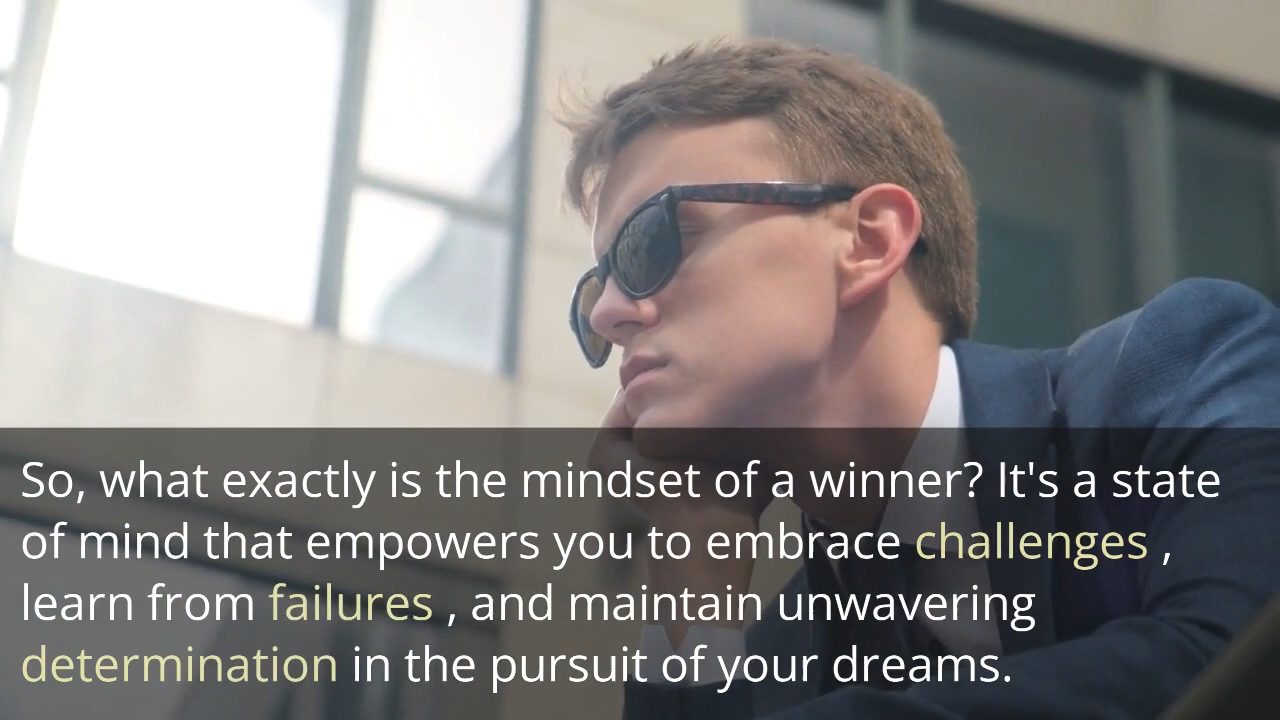 So, what exactly is the mindset of a winner? It's a state
of mind that empowers you to embrace challenges ,
learn from failures , and maintain unwavering
determination in the pursuit of your dreams.